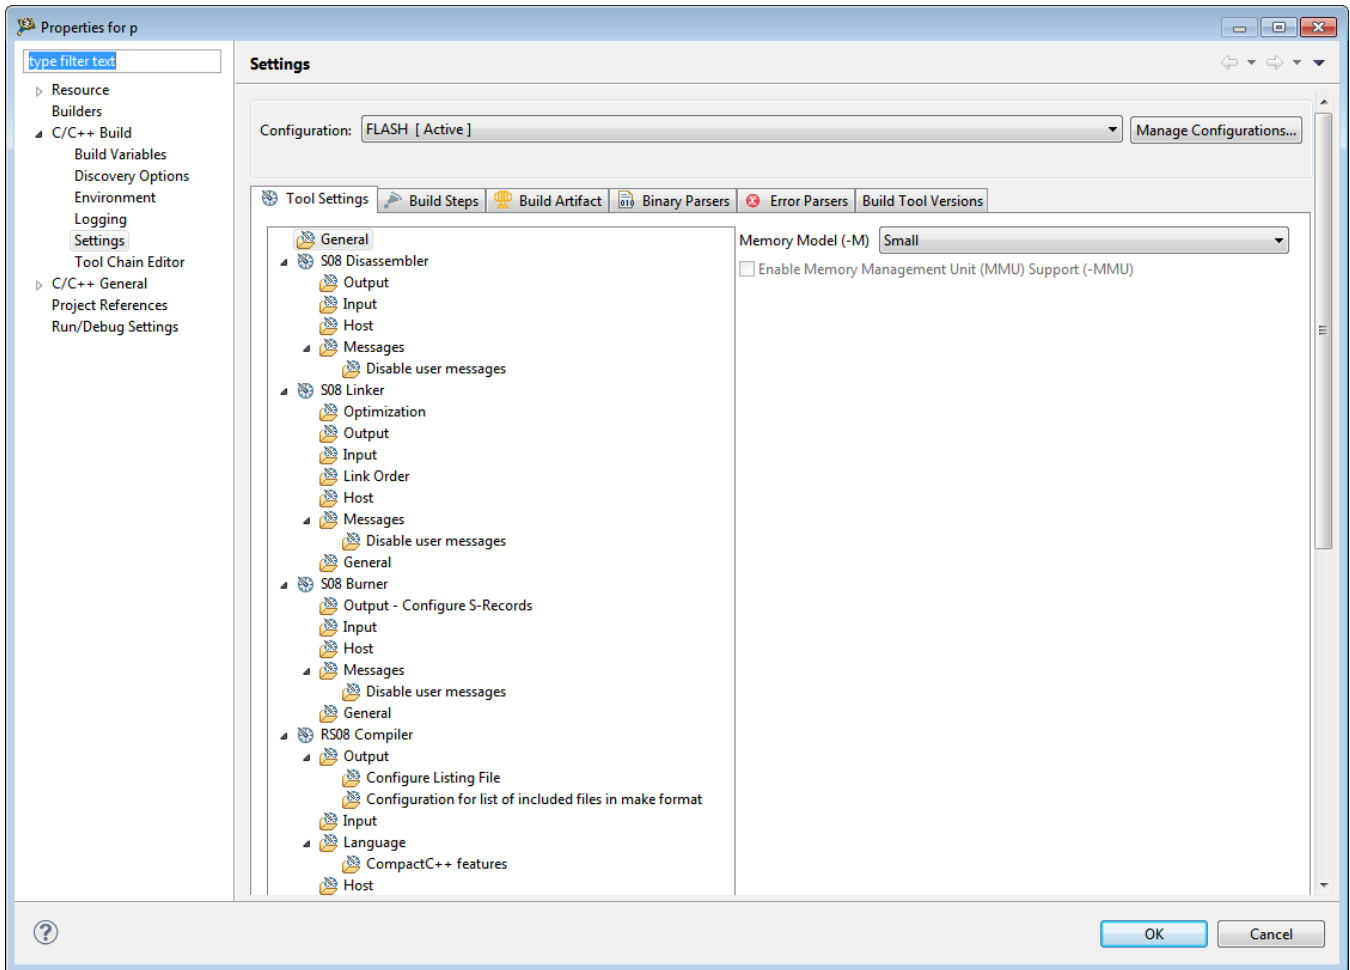 Properties for p
type filter text
Resource
Builders
C/C++ Build
Build Variables
Discovery Options
Environment
Logging
Settings
Tool Chain Editor
C/C++ General
Project References
Run/Debug Settings
Settings
Configuration: FLASH [ Active ] Manage Configurations...
Tool Settings Build Steps Build Artifact Binary Parsers Error Parsers Build Tool Versions
General
S08 Disassembler
Output
Input
Host
Messages
Disable user messages
S08 Linker
Optimization
Output
Input
Link Order
Host
Messages
Disable user messages
General
S08 Burner
Output - Configure S-Records
Input
Host
Messages
Disable user messages
General
RS08 Compiler
Output
Configure Listing File
Configuration for list of included files in make format
Input
Language
CompactC++ features
Host
Memory Model (-M) Small
Enable Memory Management Unit (MMU) Support (-MMU)
OK Cancel